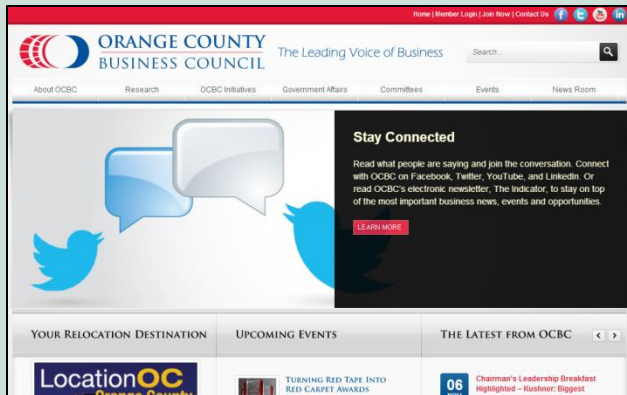 Home | Member Login | Join Now | Contact Us
ORANGE COUNTY
BUSINESS COUNCIL
The Leading Voice of Business
Search...
About OCBC Research OCBC Initiatives Government Affairs Committees Events News Room
Stay Connected
Read what people are saying and join the conversation. Connect
with OCBC on Facebook, Twitter, YouTube, and LinkedIn. Or
read OCBC's electronic newsletter, The Indicator, to stay on top
of the most important business news, events and opportunities.
LEARN MORE
YOUR RELOCATION DESTINATION
UPCOMING EVENTS
THE LATEST FROM OCBC
LocationOC
Orange County
TURNING RED TAPE INTO
RED CARPET AWARDS
06
NOV
Chairman's Leadership Breakfast
Highlighted – Kushner: Biggest